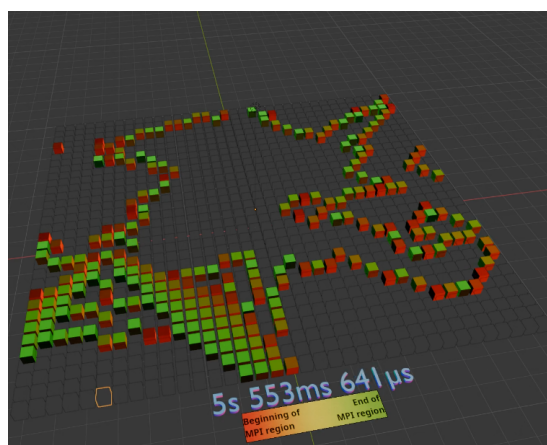 5s 553ms 641µs
Beginning of
MPI region
End of
MPI region